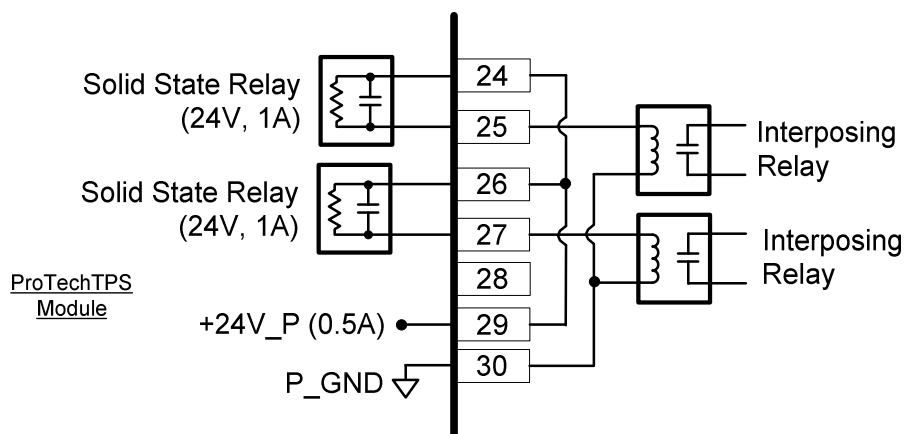 Solid State Relay
(24V, 1A)
24
25
Interposing
Relay
Solid State Relay
(24V, 1A)
26
27
Interposing
Relay
28
ProTechTPS
Module
+24V_P (0.5A)
29
P_GND
30